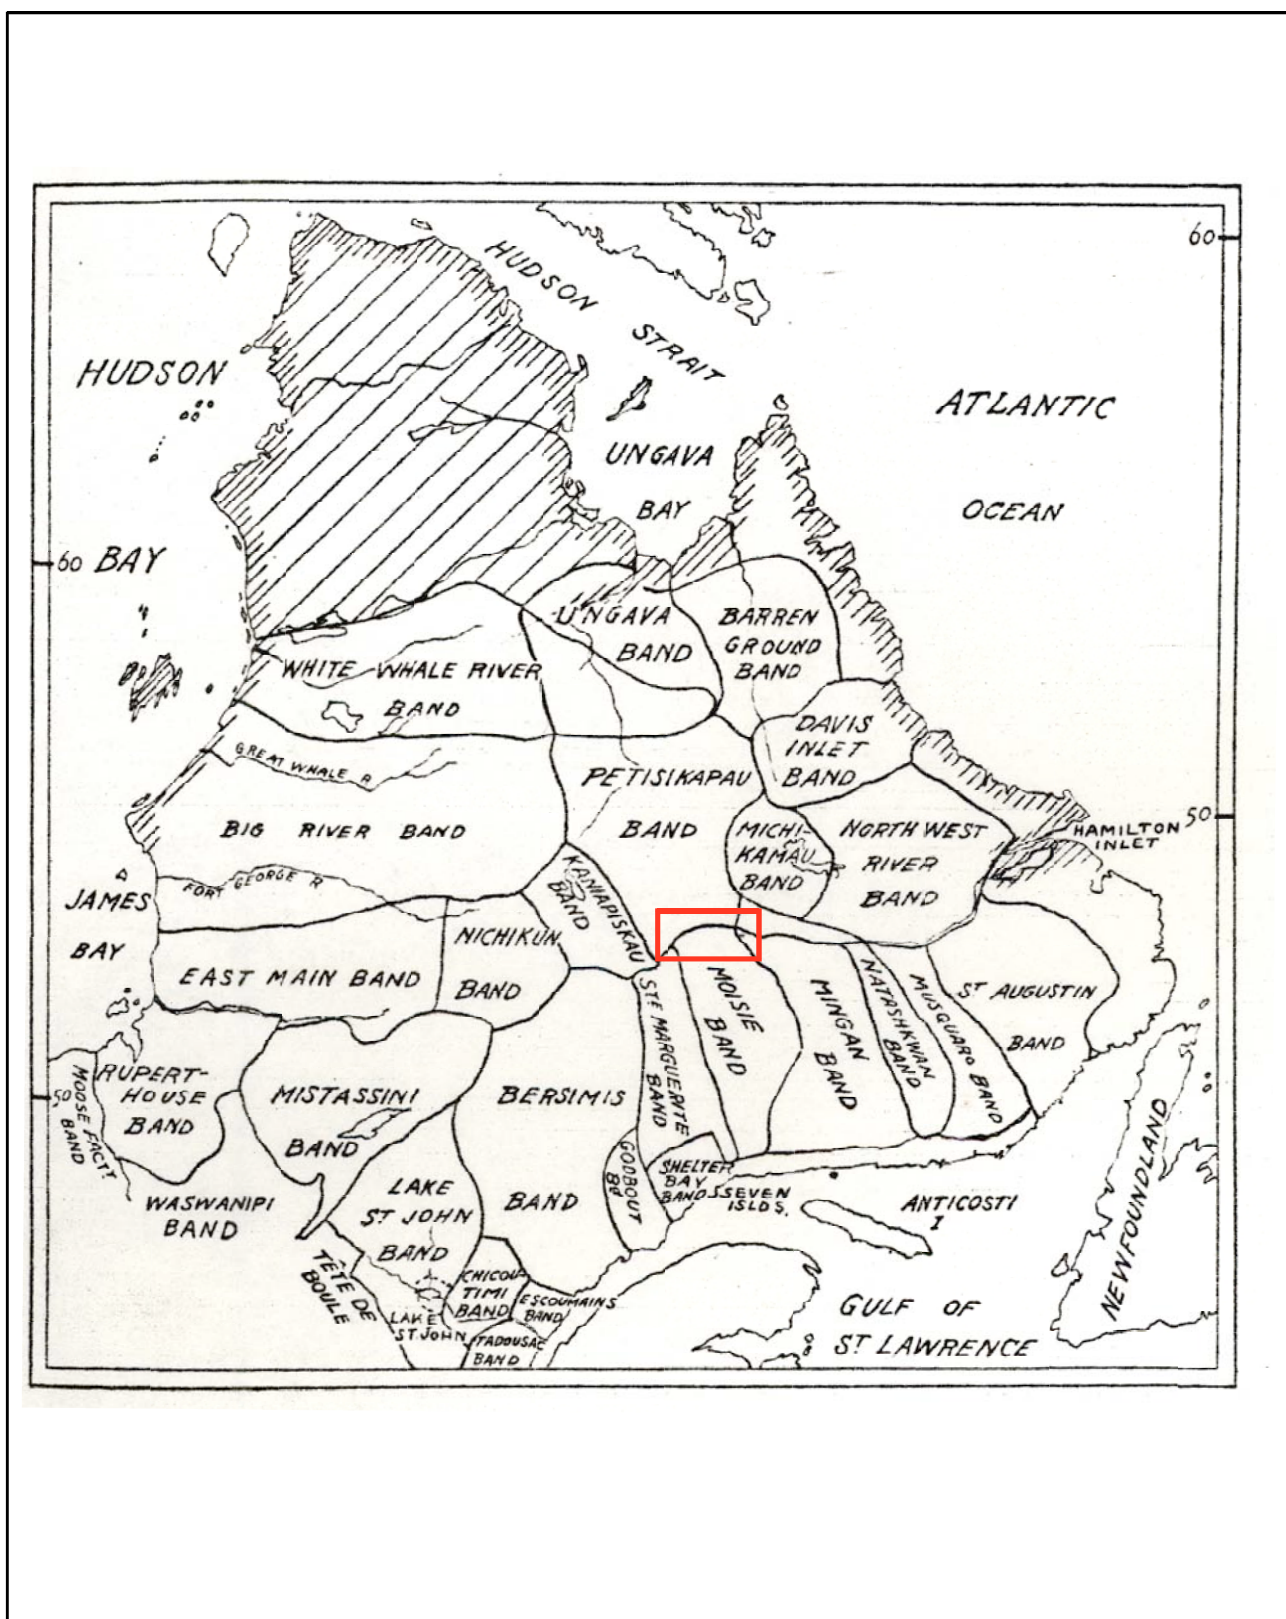 HUDSON
STRAIT
60
HUDSON
ATLANTIC
UNGAVA
BAY
OCEAN
60 BAY
UNGAVA
BAND
BARREN
GROUND
BAND
WHITE WHALE RIVER
BAND
DAVIS
INLET
BAND
GREAT WHALE R
PETISIKAPAU
BAND
50
BIG RIVER BAND
MICHI-
KAMAU
BAND
NORTH WEST
RIVER
BAND
HAMILTON
INLET
KANIAPISKAU
BAND
FORT GEORGE R
JAMES
BAY
NICHIKUN
BAND
EAST MAIN BAND
STE MARGUERITE
BAND
MOISIE
BAND
MINGAN
BAND
NATASHKWAN
BAND
MUSQUARO BAND
ST AUGUSTIN
BAND
50
MOOSE FACTY
BAND
RUPERT-
HOUSE
BAND
MISTASSINI
BAND
BERSIMIS
BAND
GODBOUT
BD
SHELTER
BAY
BAND
SEVEN
ISLDS.
NEWFOUNDLAND
WASWANIPI
BAND
LAKE
ST JOHN
BAND
ANTICOSTI
I
TÊTE DE
BOULE
CHICOU-
TIMI
BAND
ESCOUMAINS
BAND
LAKE
ST JOHN
TADOUSAC
BAND
GULF OF
ST LAWRENCE